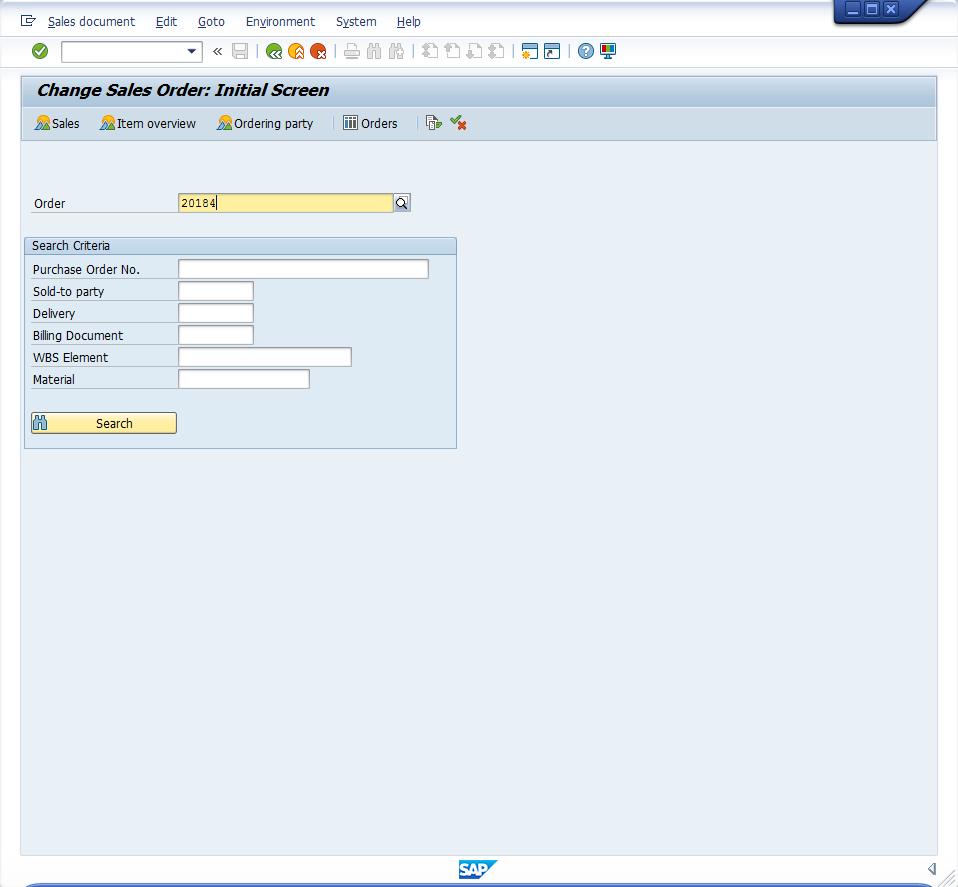 Sales document Edit Goto Environment System Help
Change Sales Order: Initial Screen
Sales Item overview Ordering party Orders
Order 20184
Search Criteria
Purchase Order No.
Sold-to party
Delivery
Billing Document
WBS Element
Material
Search
SAP